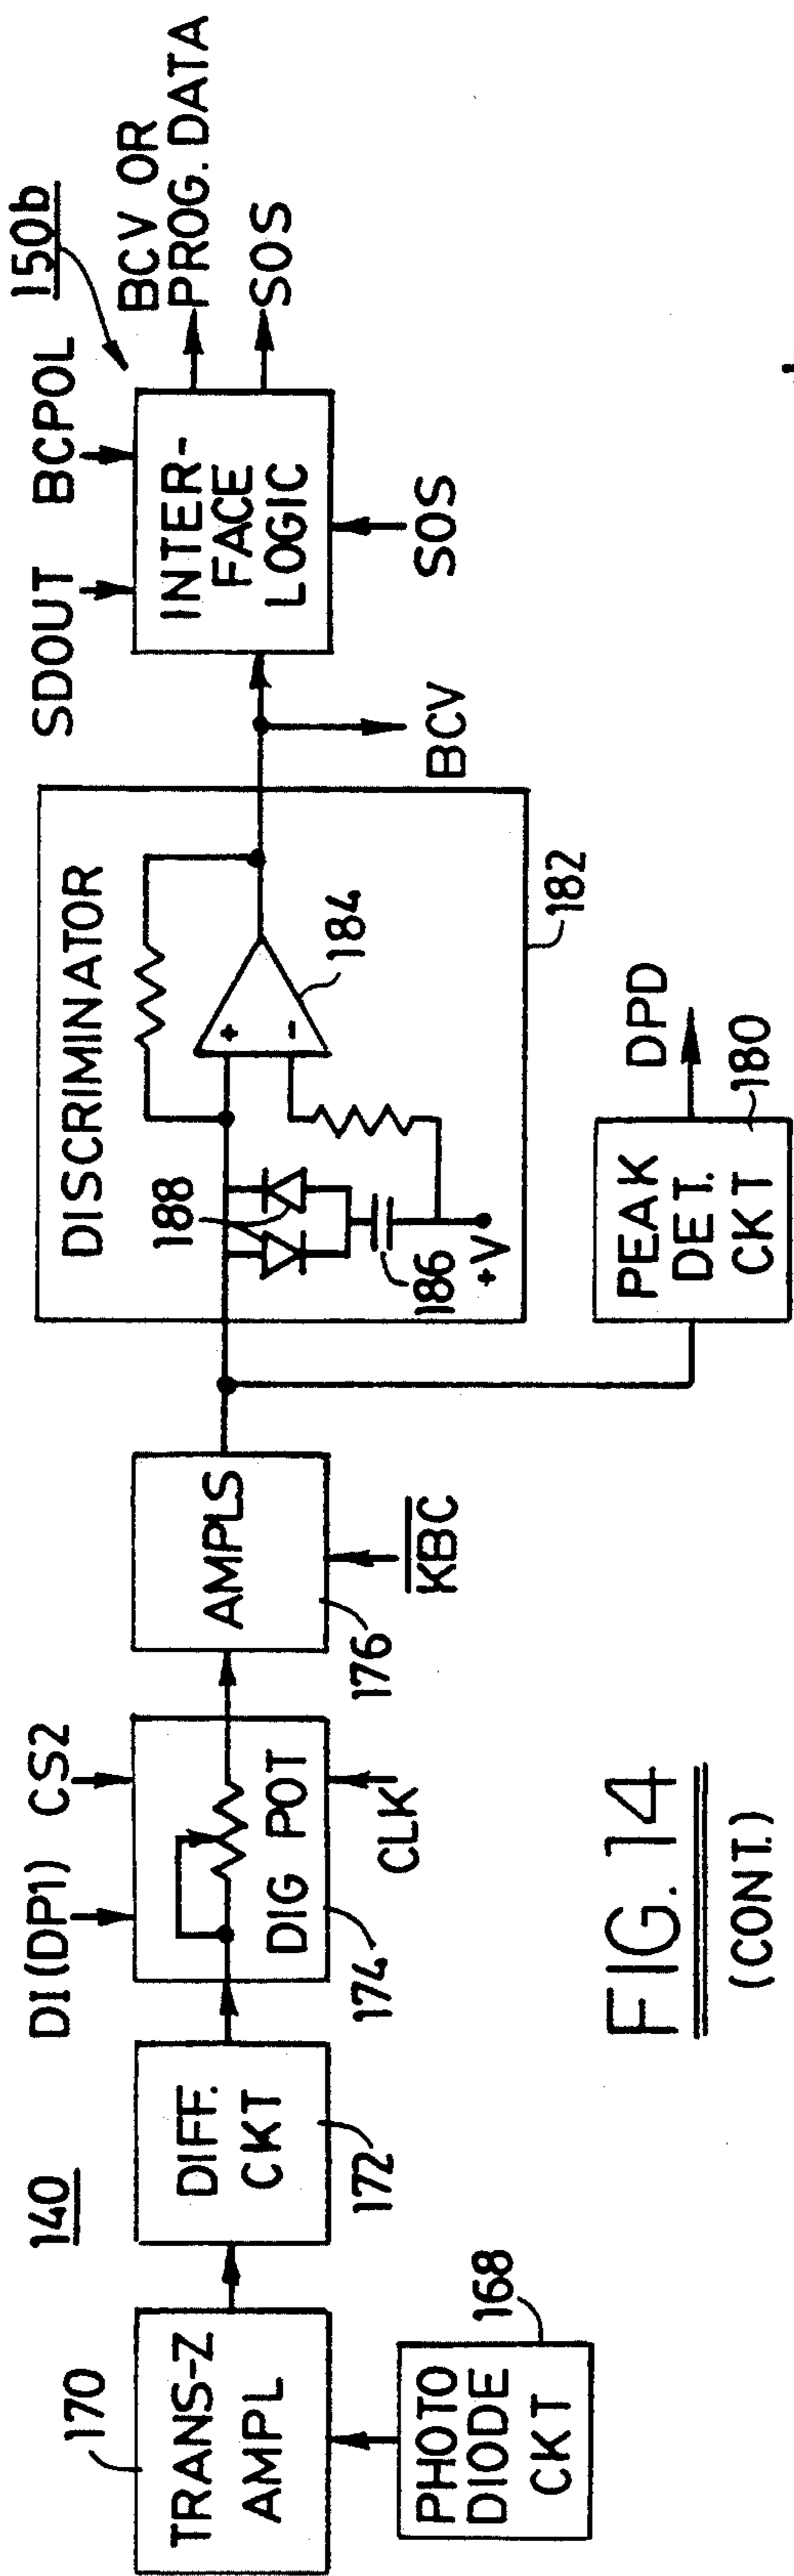 140
170
TRANS-Z
AMPL
PHOTO
DIODE
CKT
168
DIFF.
CKT
172
DI(DP1)
CS2
DIG POT
174
CLK
AMPLS
176
KBC
DISCRIMINATOR
188
186
+V
+
-
184
182
PEAK
DET.
CKT
180
DPD
BCV
SDOUT
BCPOL
150b
INTER-
FACE
LOGIC
SOS
BCV OR
PROG. DATA
SOS
FIG. 14
(CONT.)